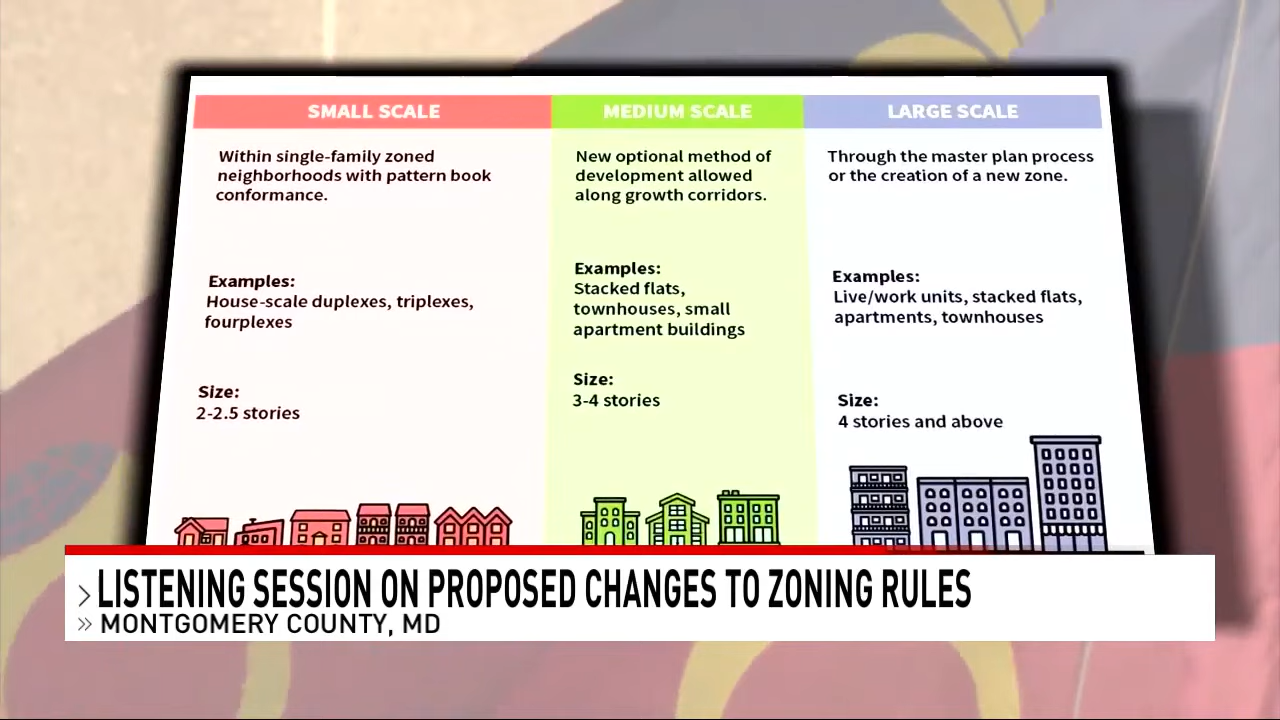 SMALL SCALE
Within single-family zoned
neighborhoods with pattern book
conformance.
Examples:
House-scale duplexes, triplexes,
fourplexes
Size:
2-2.5 stories
MEDIUM SCALE
New optional method of
development allowed
along growth corridors.
Examples:
Stacked flats,
townhouses, small
apartment buildings
Size:
3-4 stories
LARGE SCALE
Through the master plan process
or the creation of a new zone.
Examples:
Live/work units, stacked flats,
apartments, townhouses
Size:
4 stories and above
LISTENING SESSION ON PROPOSED CHANGES TO ZONING RULES
MONTGOMERY COUNTY, MD